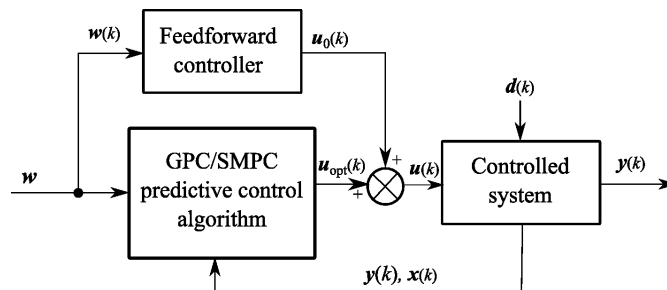 w(k)
Feedforward
controller
u0(k)
d(k)
GPC/SMPC
predictive control
algorithm
w
uopt(k)
+
+
u(k)
Controlled
system
y(k)
y(k), x(k)